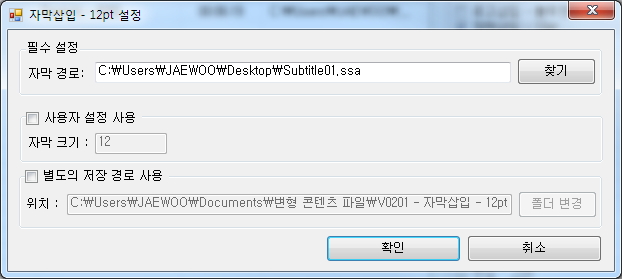 자막삽입 - 12pt 설정
필수 설정
자막 경로: C:₩Users₩JAEWOO₩Desktop₩Subtitle01.ssa 찾기
사용자 설정 사용
자막 크기 : 12
별도의 저장 경로 사용
위치 : C:₩Users₩JAEWOO₩Documents₩변형 콘텐츠 파일₩V0201 - 자막삽입 - 12pt 폴더 변경
확인 취소